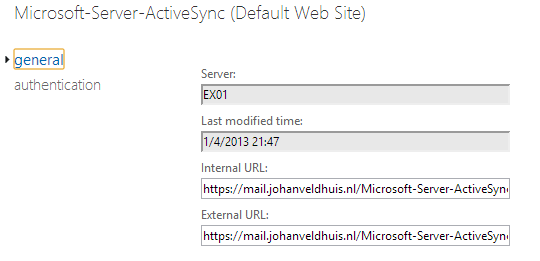 Microsoft-Server-ActiveSync (Default Web Site)
general
authentication
Server:
EX01
Last modified time:
1/4/2013 21:47
Internal URL:
https://mail.johanveldhuis.nl/Microsoft-Server-ActiveSync
External URL:
https://mail.johanveldhuis.nl/Microsoft-Server-ActiveSync